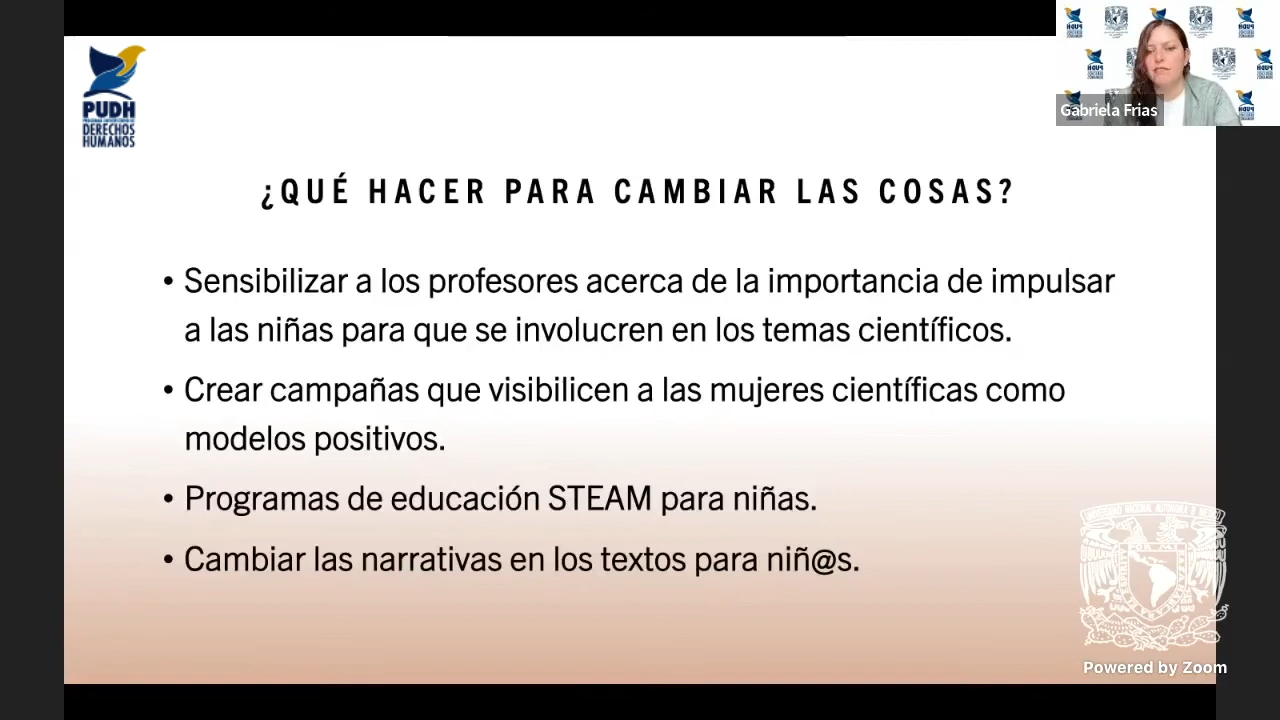 PUDH
DERECHOS
HUMANOS
Gabriela Frias
¿QUÉ HACER PARA CAMBIAR LAS COSAS?
• Sensibilizar a los profesores acerca de la importancia de impulsar
a las niñas para que se involucren en los temas científicos.
• Crear campañas que visibilicen a las mujeres científicas como
modelos positivos.
• Programas de educación STEAM para niñas.
• Cambiar las narrativas en los textos para niñ@s.
Powered by Zoom